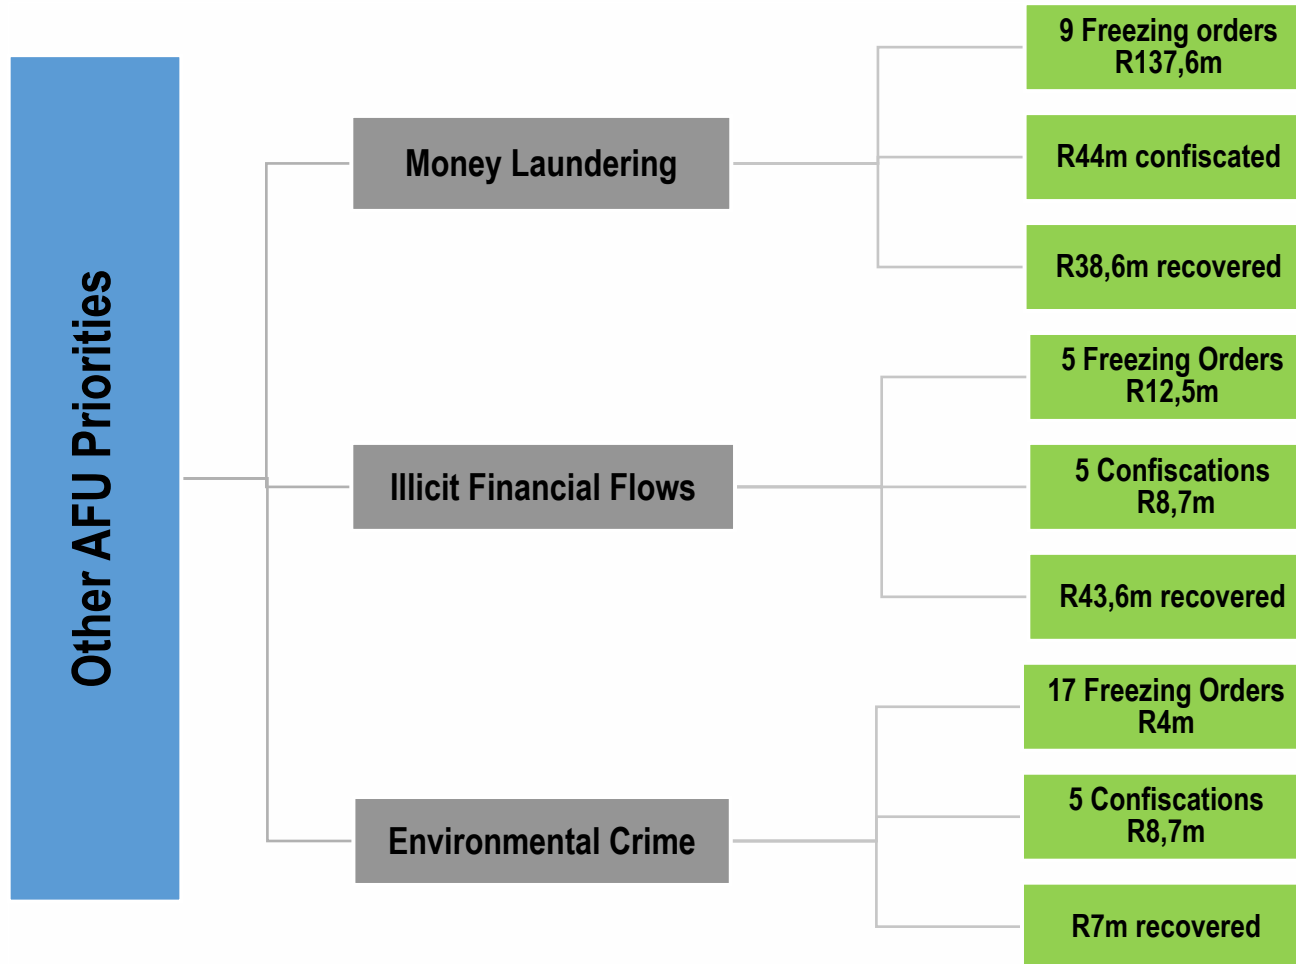 Other AFU Priorities
Money Laundering
9 Freezing orders
R137,6m
R44m confiscated
R38,6m recovered
Illicit Financial Flows
5 Freezing Orders
R12,5m
5 Confiscations
R8,7m
R43,6m recovered
Environmental Crime
17 Freezing Orders
R4m
5 Confiscations
R8,7m
R7m recovered